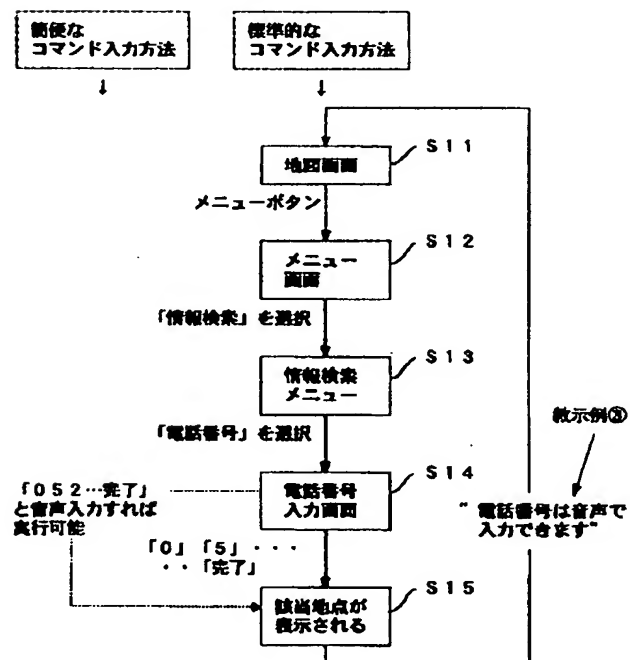 簡便な
コマンド入力方法
↓
標準的な
コマンド入力方法
↓
S11
地図画面
メニューボタン
S12
メニュー
画面
「情報検索」を選択
S13
情報検索
メニュー
「電話番号」を選択
教示例③
S14
電話番号
入力画面
「052…完了」
と音声入力すれば
実行可能
"電話番号は音声で
入力できます"
「0」「5」・・・
・・「完了」
S15
該当地点が
表示される